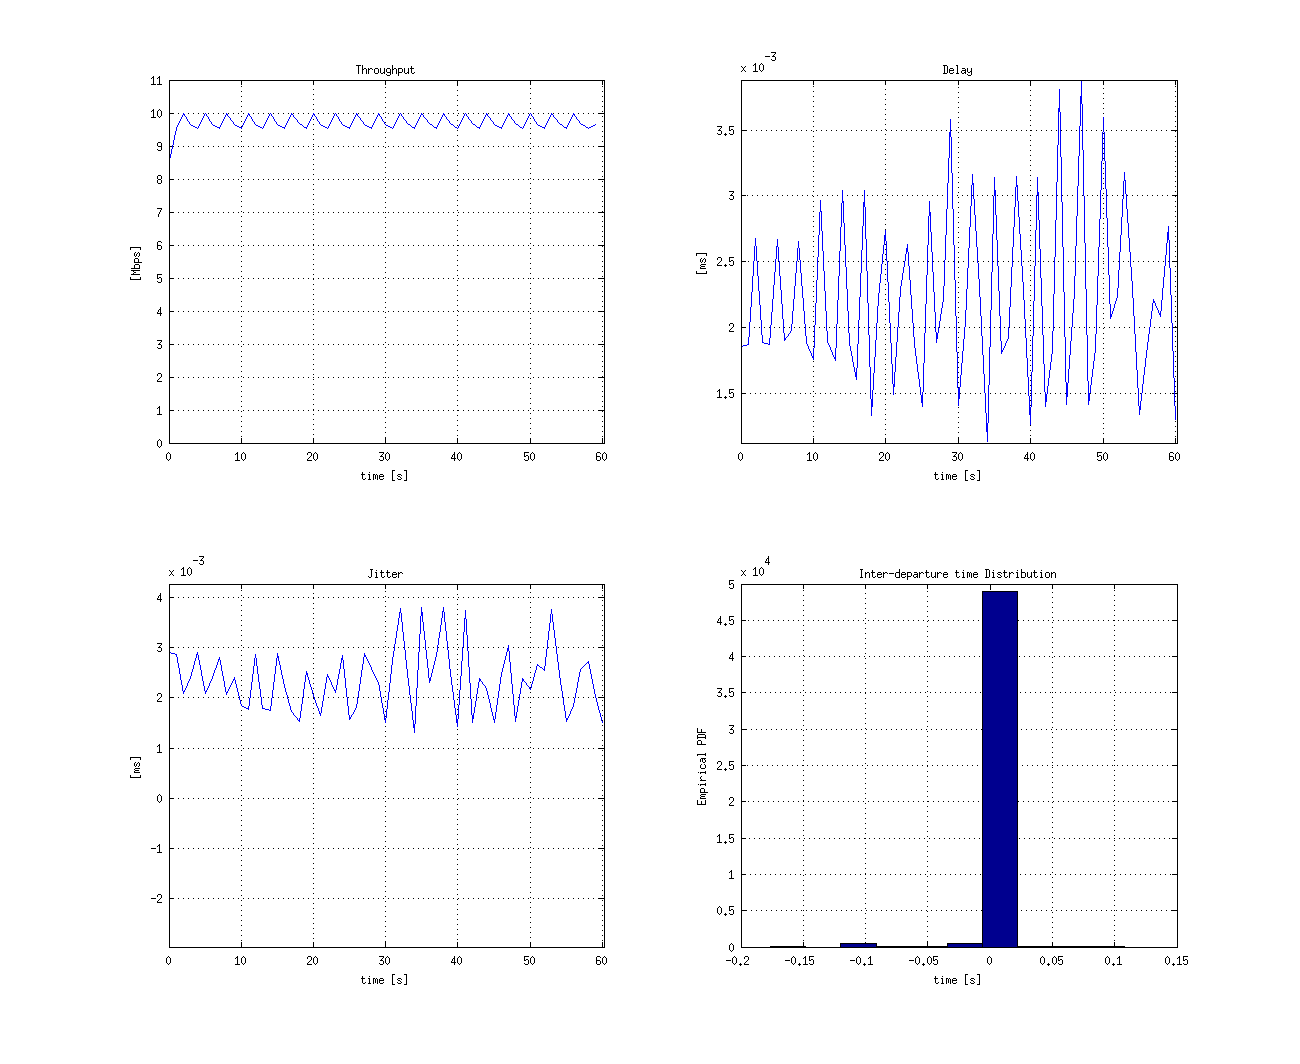 Throughput
11
10
9
8
7
6
5
4
3
2
1
0
[Mbps]
0 10 20 30 40 50 60
time [s]
x 10 -3
Delay
3.5
3
2.5
2
1.5
[ms]
0 10 20 30 40 50 60
time [s]
x 10 -3
Jitter
4
3
2
1
0
-1
-2
[ms]
0 10 20 30 40 50 60
time [s]
x 10 4
Inter-departure time Distribution
5
4.5
4
3.5
3
2.5
2
1.5
1
0.5
0
Empirical PDF
-0.2 -0.15 -0.1 -0.05 0 0.05 0.1 0.15
time [s]